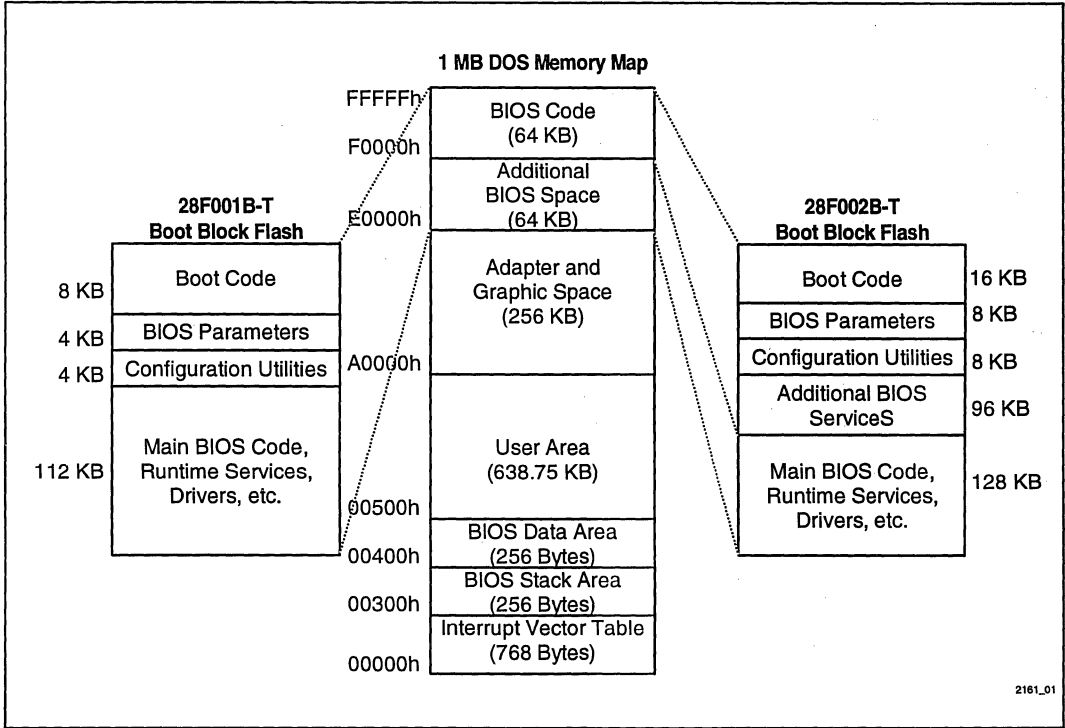 1 MB DOS Memory Map
FFFFFh
BIOS Code
(64 KB)
F0000h
Additional
BIOS Space
(64 KB)
E0000h
Adapter and
Graphic Space
(256 KB)
A0000h
User Area
(638.75 KB)
00500h
BIOS Data Area
(256 Bytes)
00400h
BIOS Stack Area
(256 Bytes)
00300h
Interrupt Vector Table
(768 Bytes)
00000h
28F001B-T
Boot Block Flash
Boot Code
8 KB
BIOS Parameters
4 KB
Configuration Utilities
4 KB
Main BIOS Code,
Runtime Services,
Drivers, etc.
112 KB
28F002B-T
Boot Block Flash
Boot Code
16 KB
BIOS Parameters
8 KB
Configuration Utilities
8 KB
Additional BIOS
ServiceS
96 KB
Main BIOS Code,
Runtime Services,
Drivers, etc.
128 KB
2161_01